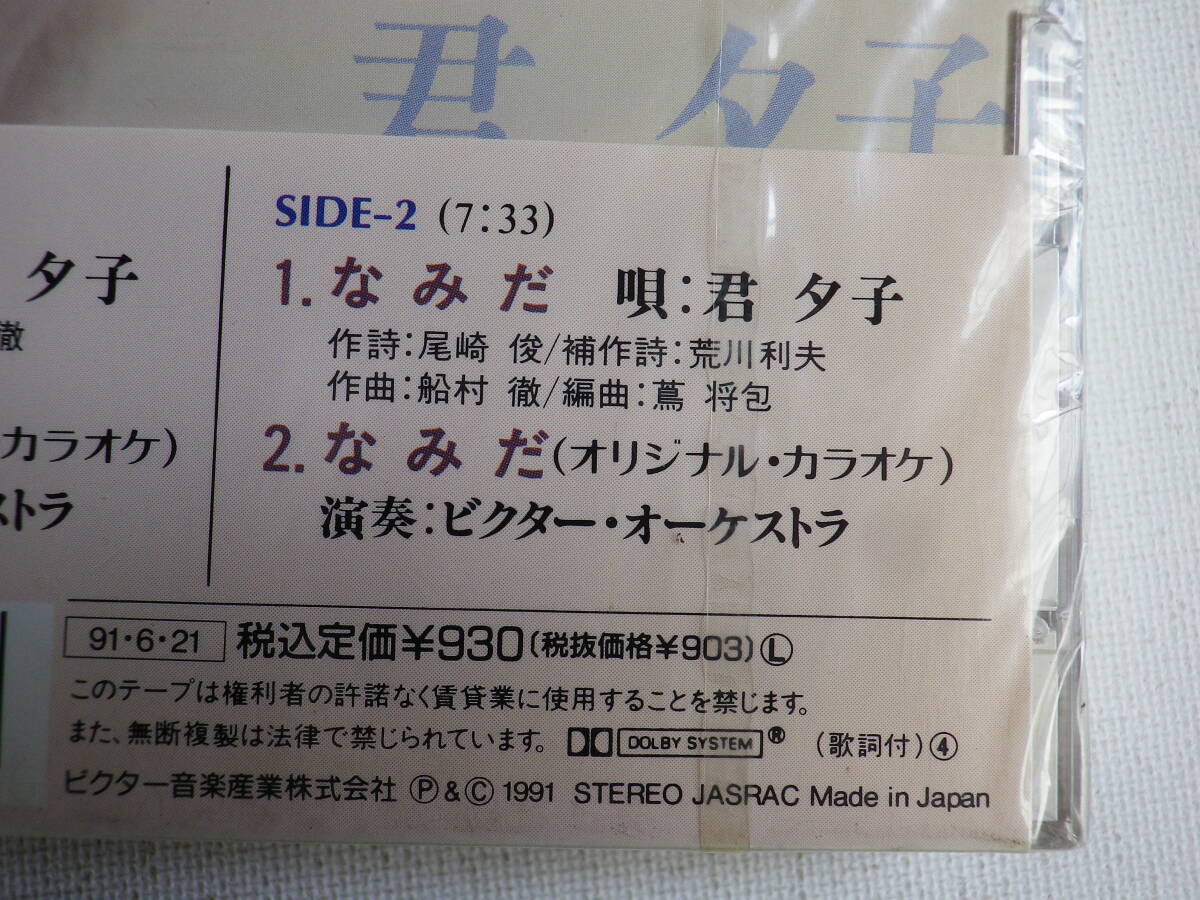 君 夕子
夕子
徹
カラオケ)
ストラ
SIDE-2 (7:33)
1. なみだ 唄:君 夕子
作詩:尾崎 俊/補作詩:荒川利夫
作曲:船村 徹/編曲:蔦 将包
2. なみだ(オリジナル・カラオケ)
演奏:ビクター・オーケストラ
91・6・21 税込定価¥930(税抜価格¥903)Ⓛ
このテープは権利者の許諾なく賃貸業に使用することを禁じます。
また、無断複製は法律で禁じられています。 DOLBY SYSTEM® (歌詞付)④
ビクター音楽産業株式会社 Ⓟ&Ⓒ 1991 STEREO JASRAC Made in Japan